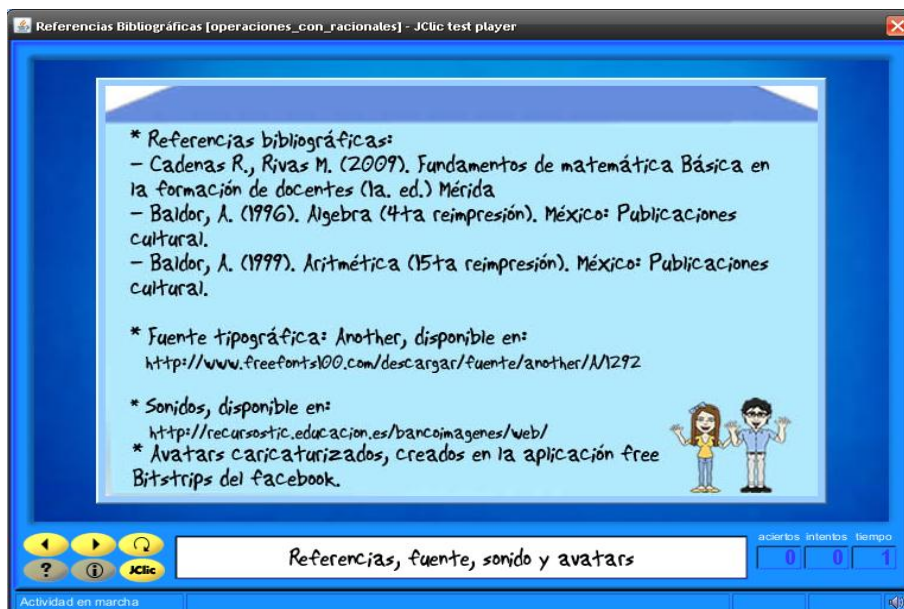 Referencias Bibliográficas [operaciones_con_racionales] - JClic test player
* Referencias bibliográficas:
- Cadenas R., Rivas M. (2009). Fundamentos de matemática Básica en
la formación de docentes (1a. ed.) Mérida
- Baldor, A. (1996). Algebra (4ta reimpresión). México: Publicaciones
cultural.
- Baldor, A. (1999). Aritmética (15ta reimpresión). México: Publicaciones
cultural.
* Fuente tipográfica: Another, disponible en:
http://www.freefonts100.com/descargar/fuente/another/A/1292
* Sonidos, disponible en:
http://recursostic.educacion.es/bancoimagenes/web/
* Avatars caricaturizados, creados en la aplicación free
Bitstrips del facebook.
? i JClic
Referencias, fuente, sonido y avatars
aciertos intentos tiempo
0 0 1
Actividad en marcha